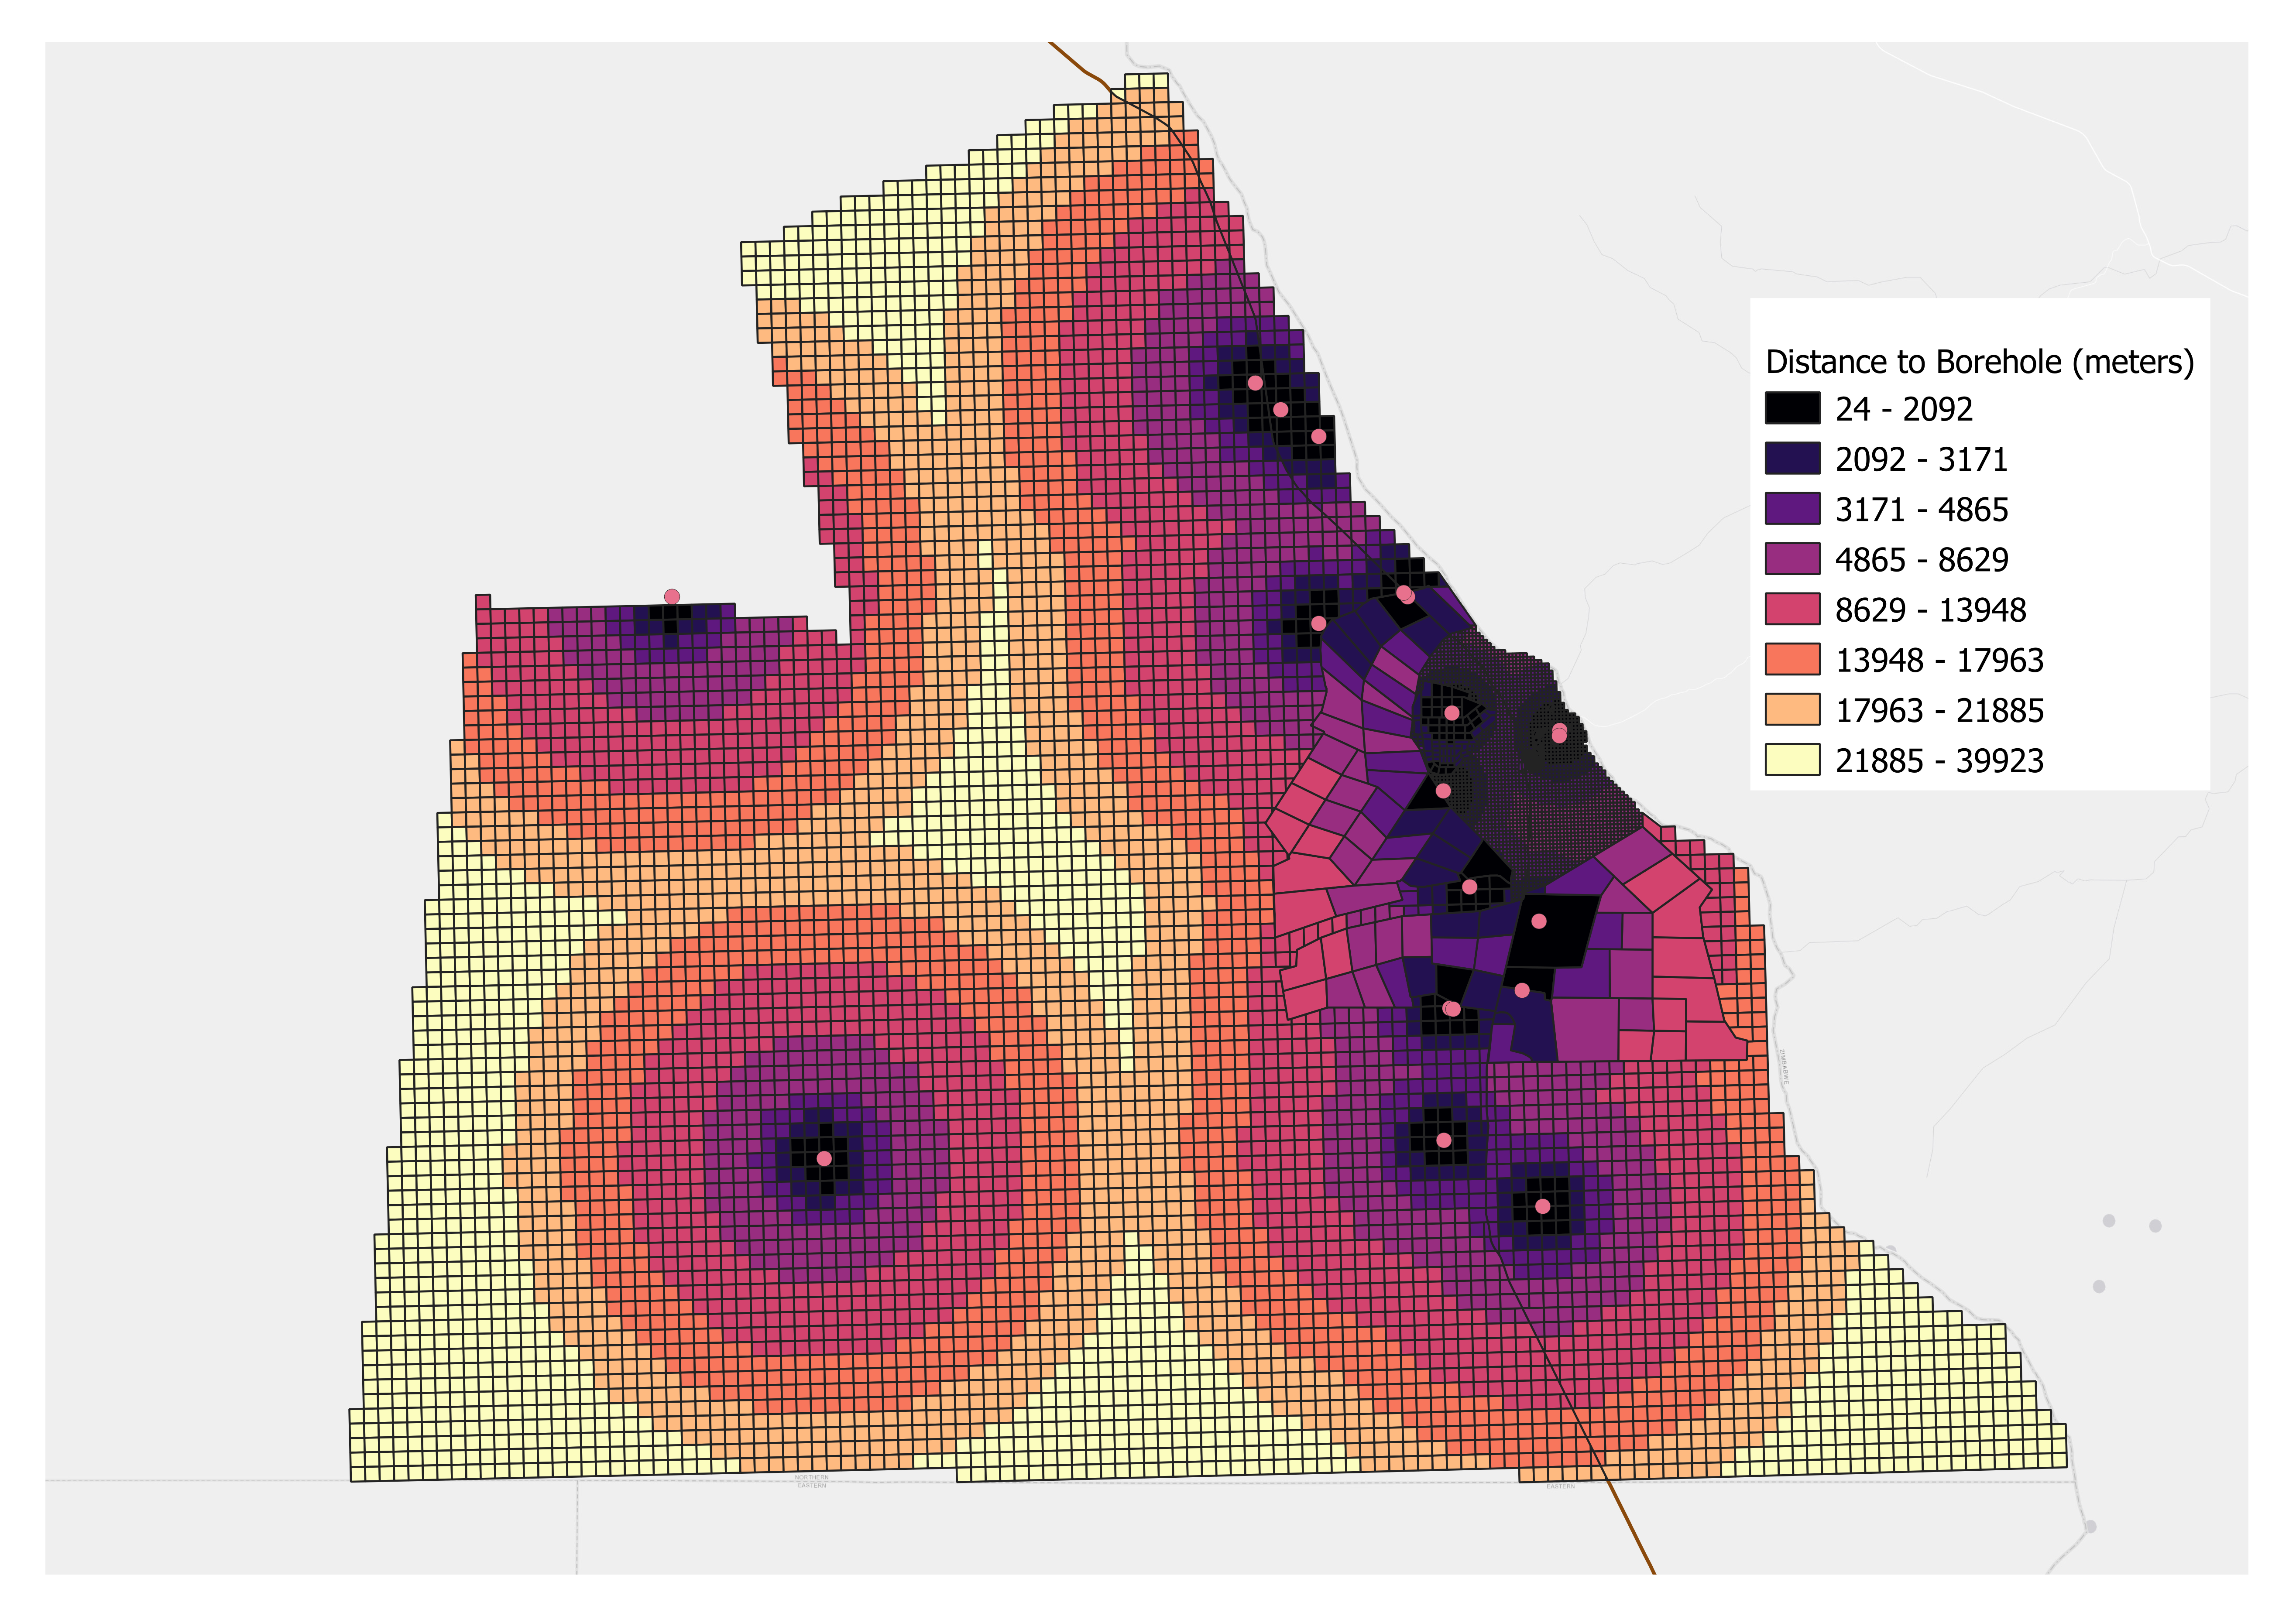 Distance to Borehole (meters)
24 - 2092
2092 - 3171
3171 - 4865
4865 - 8629
8629 - 13948
13948 - 17963
17963 - 21885
21885 - 39923
ZIMBABWE
NORTHERN
EASTERN
EASTERN